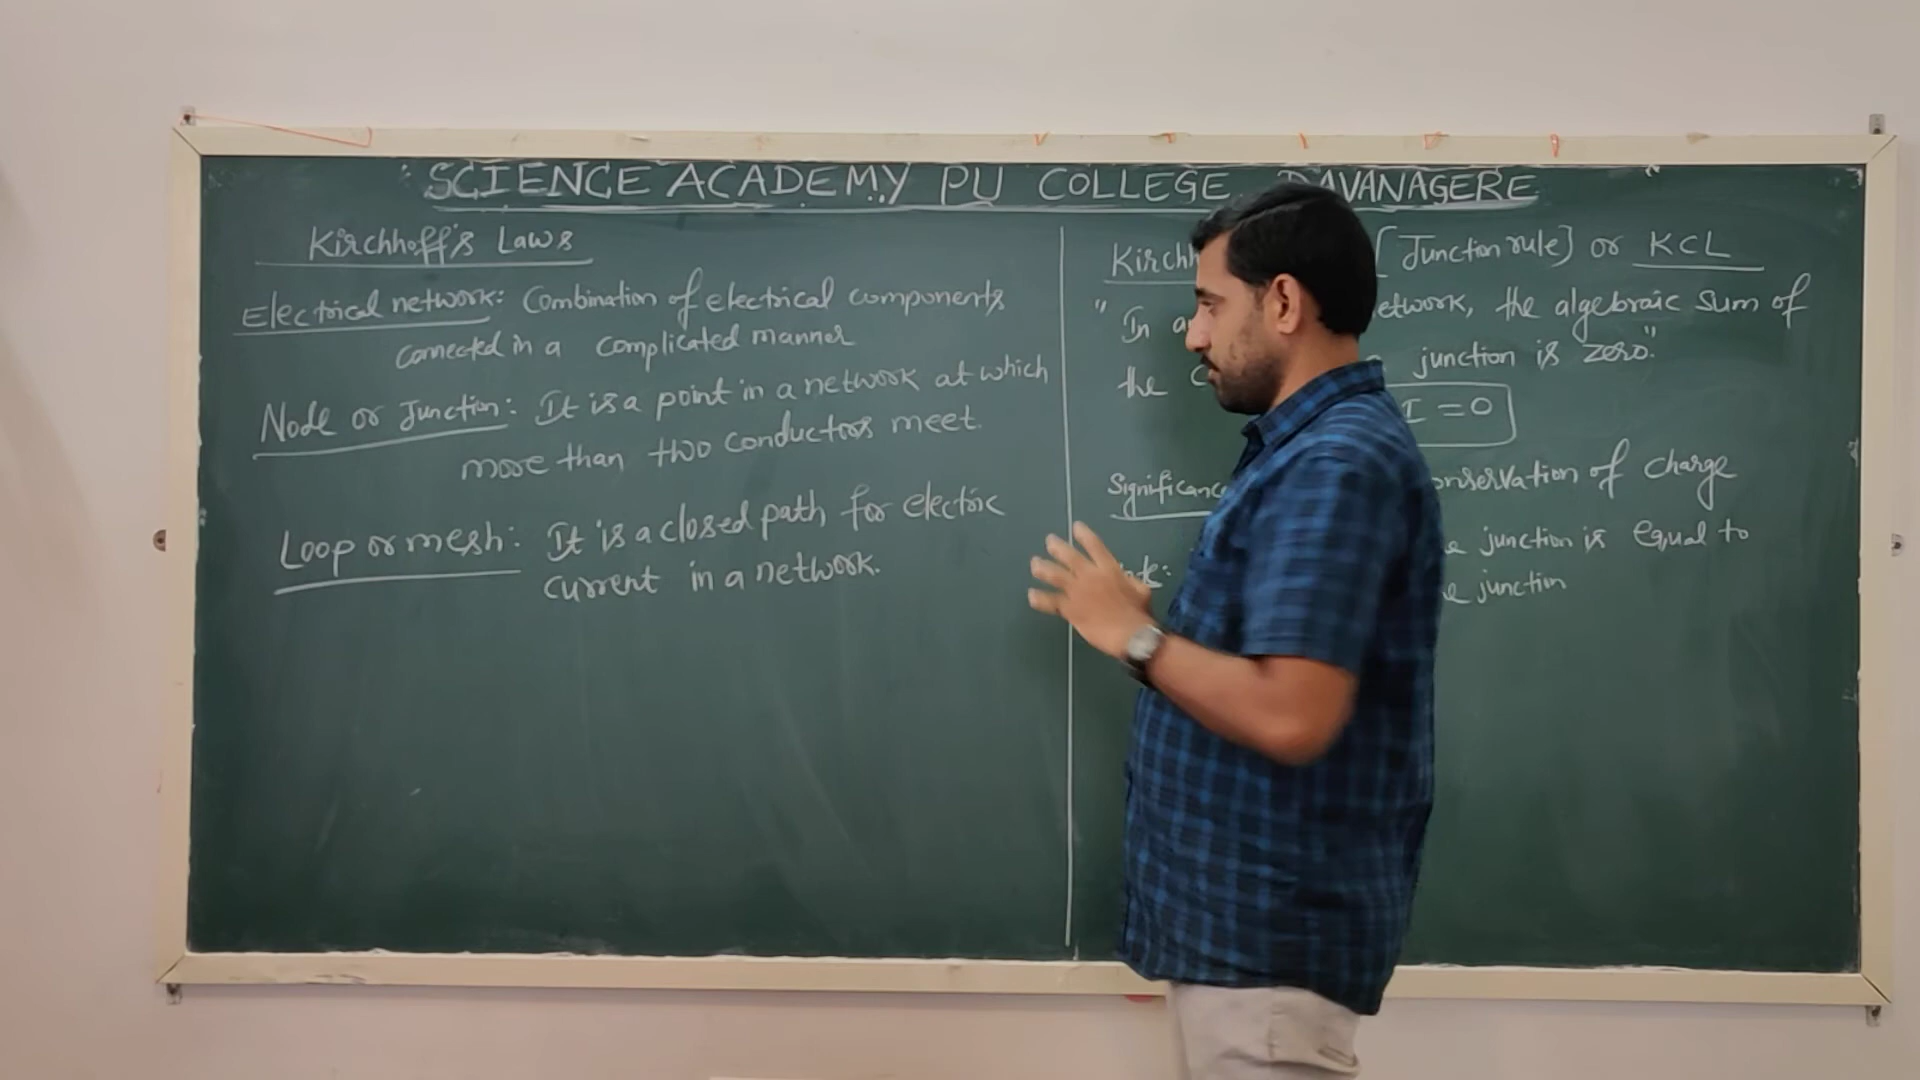 SCIENCE ACADEMY PU COLLEGE DAVANAGERE
Kirchhoff's Laws
Electrical network: Combination of electrical components
connected in a complicated manner
Node or Junction: It is a point in a network at which
more than two conductors meet.
Loop or mesh: It is a closed path for electric
current in a network.
[Junction rule] or KCL
" In etwork, the algebraic sum of
the junction is zero."
I = 0
Significance onservation of charge
junction is equal to
junction